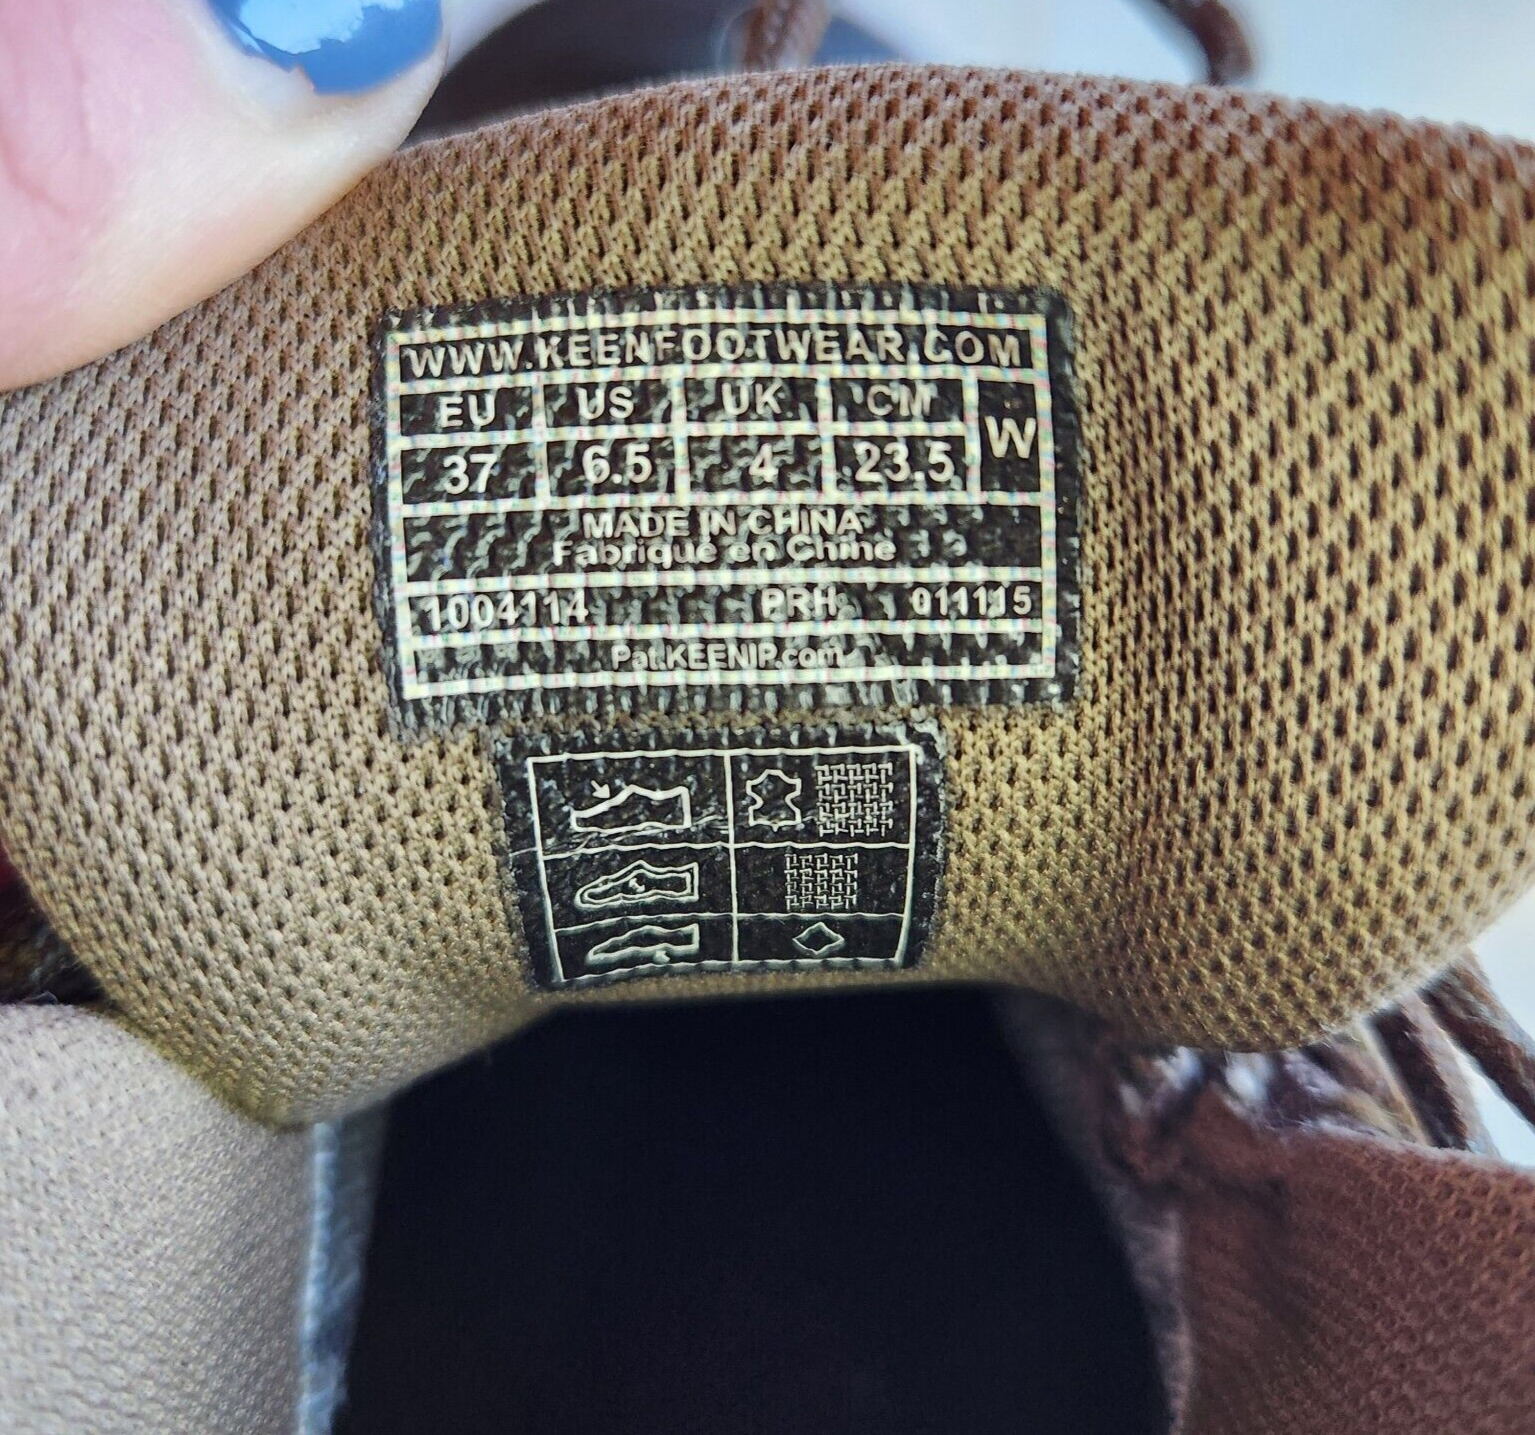 WWW.KEENFOOTWEAR.COM
EU US UK CM W
37 6.5 4 23.5
MADE IN CHINA
Fabriqué en Chine
1004114 PRH 011115
Pat.KEENIP.com